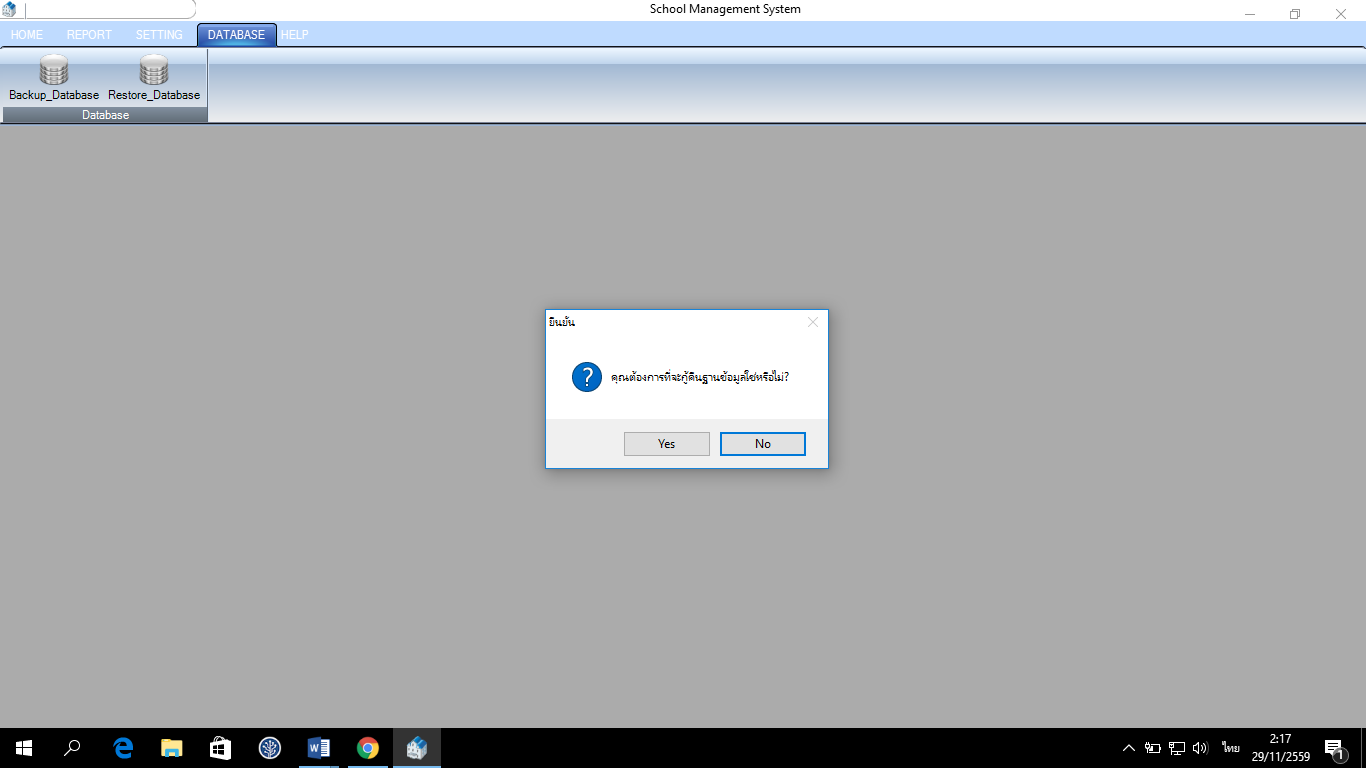 School Management System
HOME REPORT SETTING DATABASE HELP
Backup_Database Restore_Database
Database
ยืนยัน
คุณต้องการที่จะกู้คืนฐานข้อมูลใช่หรือไม่?
Yes No
ไทย
2:17
29/11/2559
1